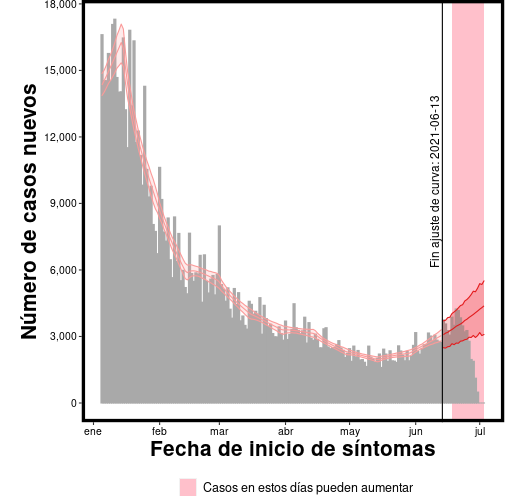 18,000
15,000
12,000
9,000
6,000
3,000
0
Número de casos nuevos
Fin ajuste de curva: 2021-06-13
ene feb mar abr may jun jul
Fecha de inicio de síntomas
Casos en estos días pueden aumentar